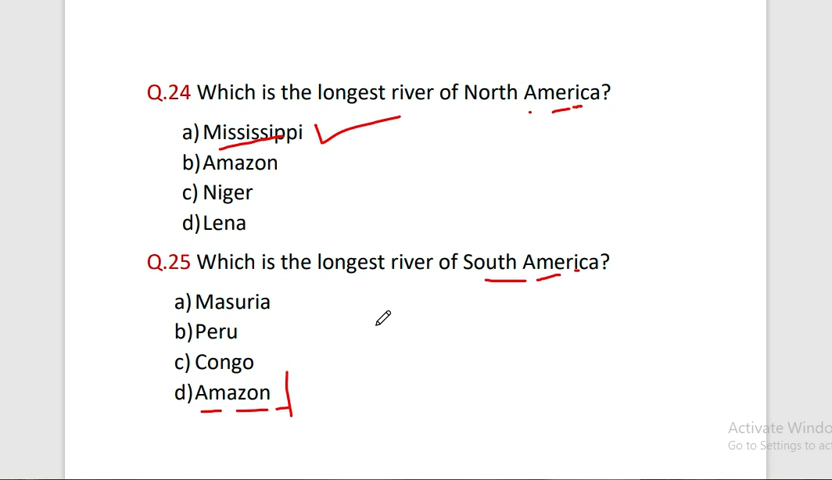 Q.24 Which is the longest river of North America?
a) Mississippi
b) Amazon
c) Niger
d) Lena
Q.25 Which is the longest river of South America?
a) Masuria
b) Peru
c) Congo
d) Amazon
Activate Windo
Go to Settings to ac